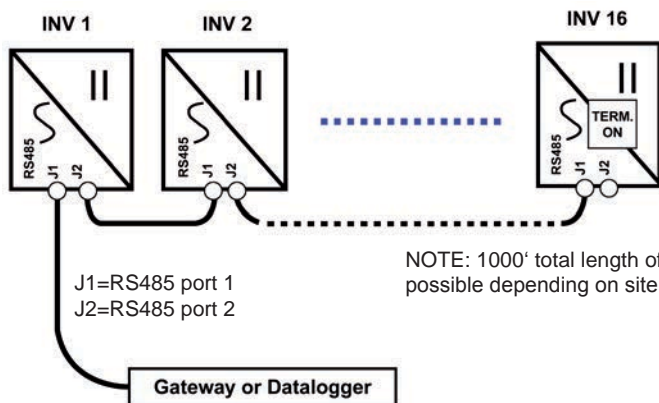 INV 1
INV 2
INV 16
||
||
||
TERM.
ON
RS485
J1
J2
RS485
J1
J2
RS485
J1
J2
NOTE: 1000‘ total length of
possible depending on site
J1=RS485 port 1
J2=RS485 port 2
Gateway or Datalogger